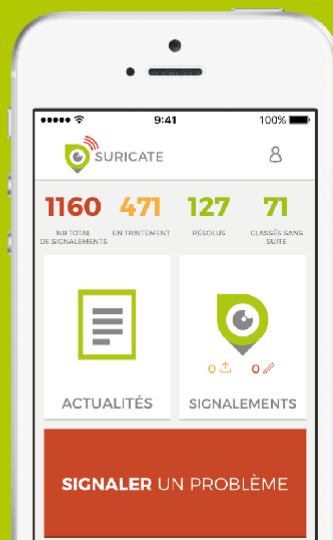 9:41
100%
SURICATE
1160 471 127 71
NB TOTAL
DE SIGNALEMENTS
EN TRAITEMENT
RÉSOLUS
CLASSÉS SANS
SUITE
0 0
ACTUALITÉS
SIGNALEMENTS
SIGNALER UN PROBLÈME